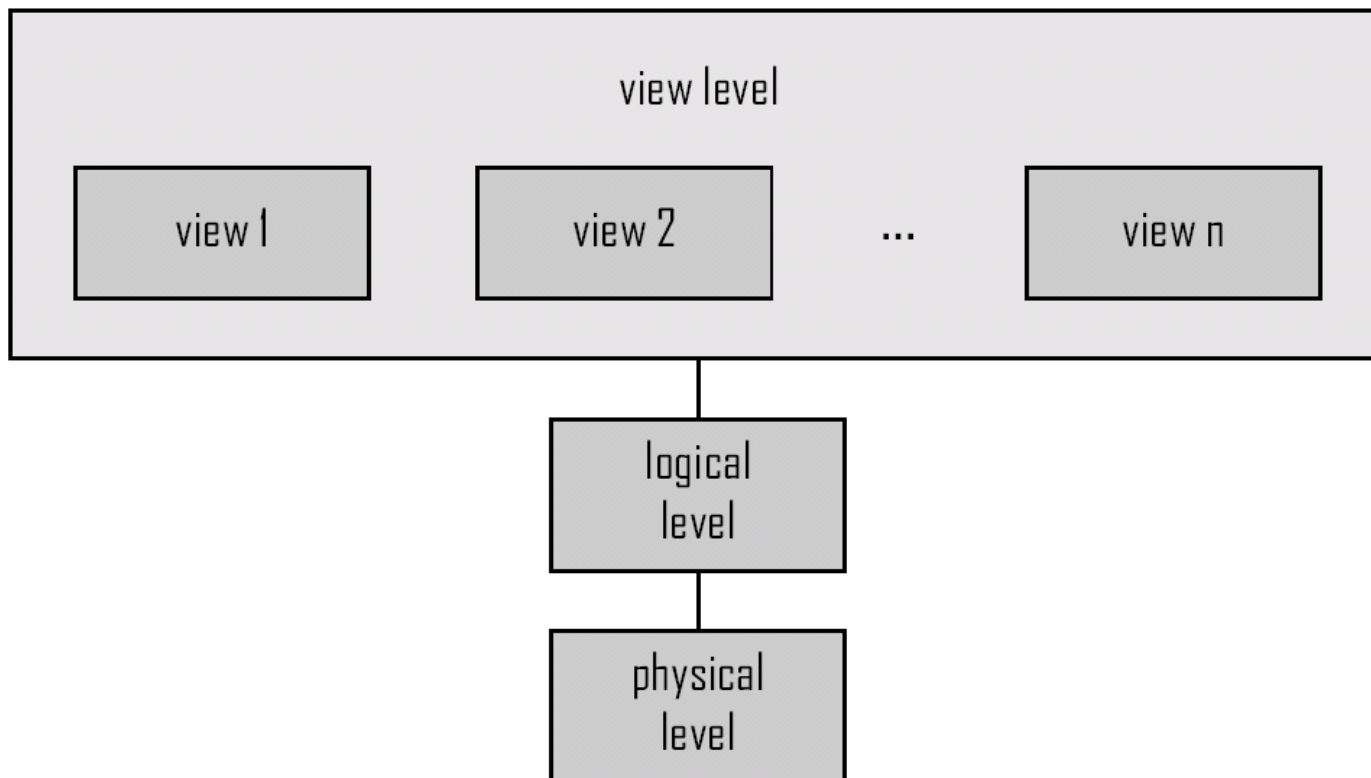 view level
view 1
view 2
...
view n
logical
level
physical
level